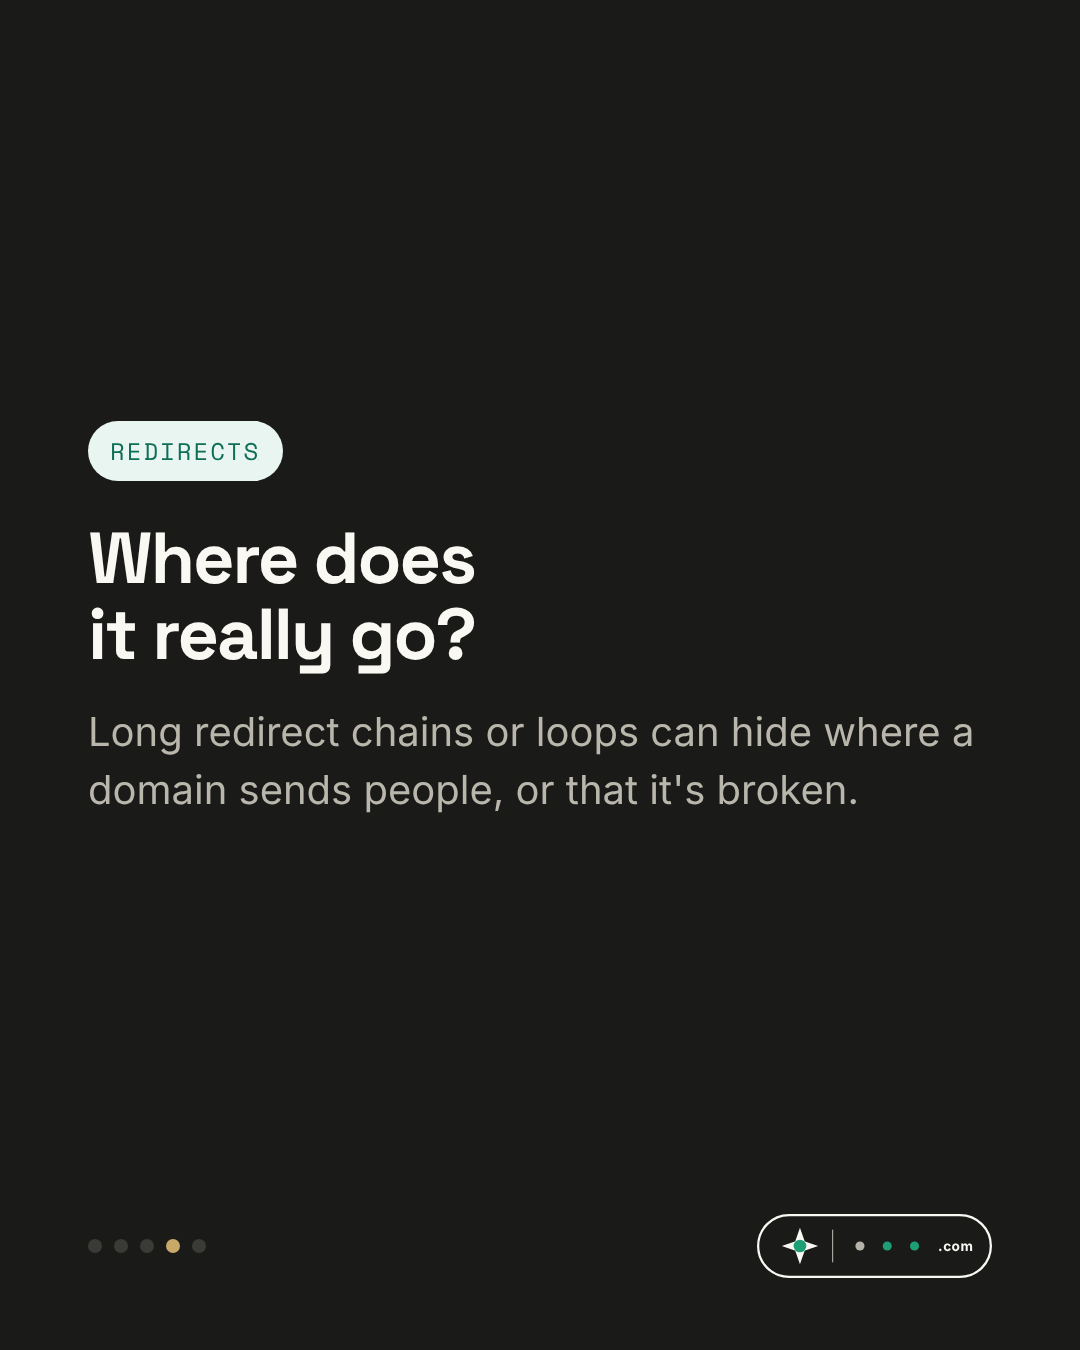 REDIRECTS
Where does
it really go?
Long redirect chains or loops can hide where a
domain sends people, or that it's broken.
.com